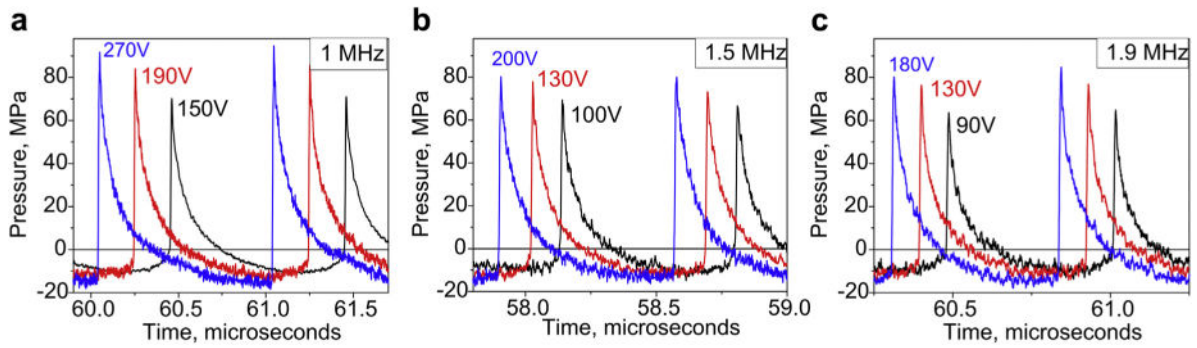 a
1 MHz
270V
190V
150V
Pressure, MPa
80
60
40
20
0
-20
60.0 60.5 61.0 61.5
Time, microseconds
b
1.5 MHz
200V
130V
100V
Pressure, MPa
80
60
40
20
0
-20
58.0 58.5 59.0
Time, microseconds
c
1.9 MHz
180V
130V
90V
Pressure, MPa
80
60
40
20
0
-20
60.5 61.0
Time, microseconds